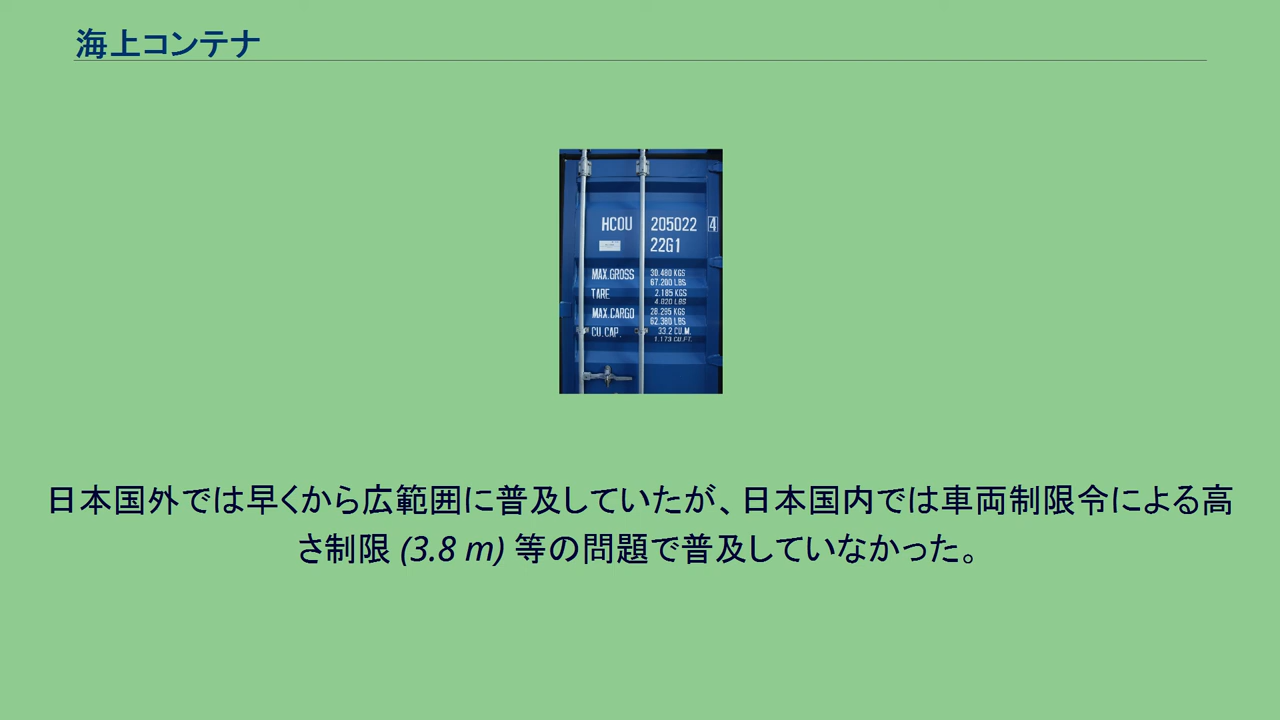 海上コンテナ
HCOU 205022 4
22G1
MAX.GROSS 30.480 KGS
67.200 LBS
TARE 2.185 KGS
4.820 LBS
MAX.CARGO 28.295 KGS
62.380 LBS
CU.CAP. 33.2 CU.M.
1.173 CU.FT.
日本国外では早くから広範囲に普及していたが、日本国内では車両制限令による高
さ制限 (3.8 m) 等の問題で普及していなかった。